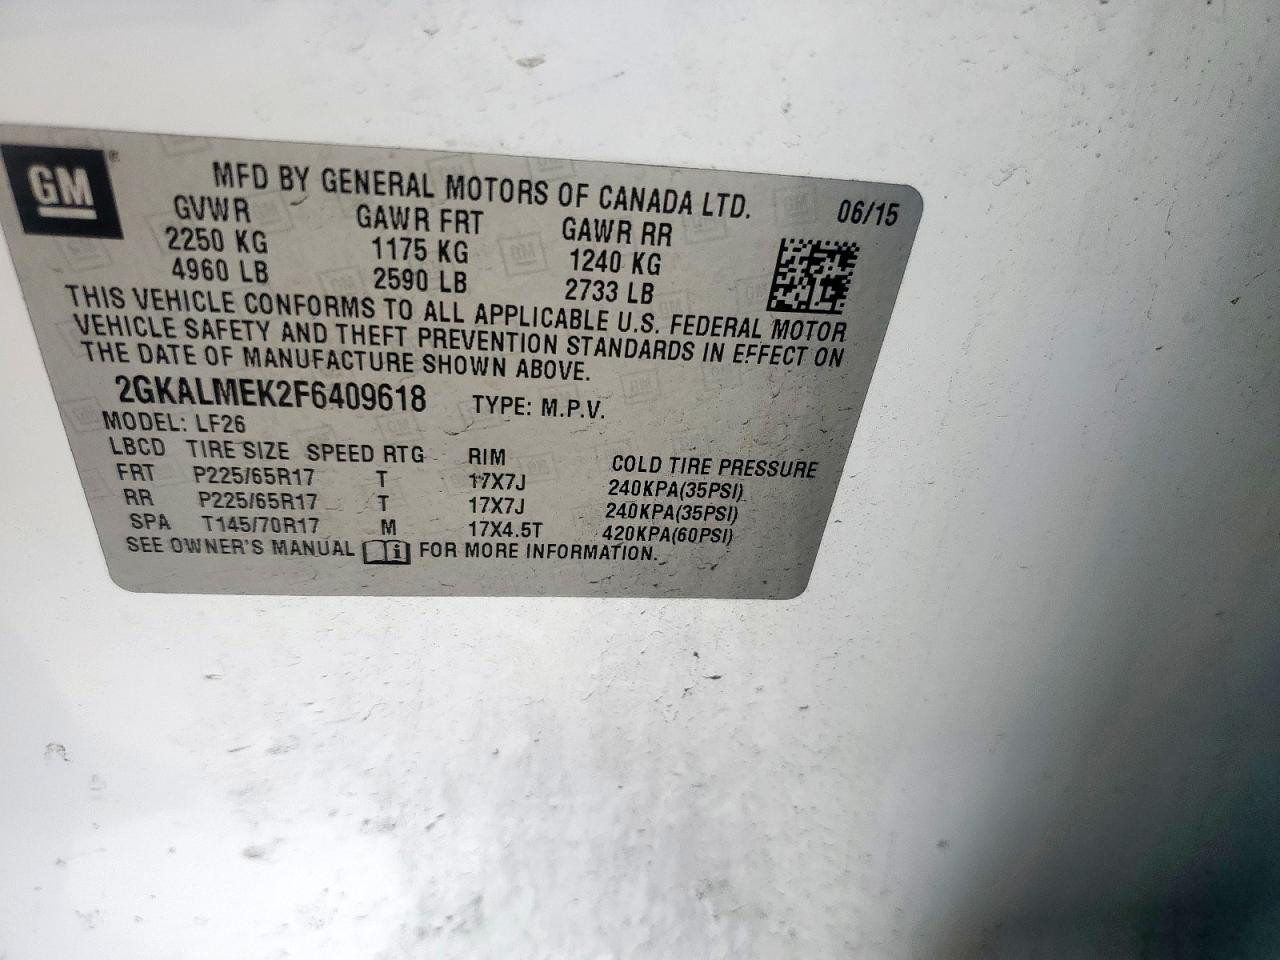 GM®
MFD BY GENERAL MOTORS OF CANADA LTD.
06/15
GVWR GAWR FRT GAWR RR
2250 KG 1175 KG 1240 KG
4960 LB 2590 LB 2733 LB
THIS VEHICLE CONFORMS TO ALL APPLICABLE U.S. FEDERAL MOTOR
VEHICLE SAFETY AND THEFT PREVENTION STANDARDS IN EFFECT ON
THE DATE OF MANUFACTURE SHOWN ABOVE.
2GKALMEK2F6409618 TYPE: M.P.V.
MODEL: LF26
LBCD TIRE SIZE SPEED RTG RIM COLD TIRE PRESSURE
FRT P225/65R17 T 17X7J 240KPA(35PSI)
RR P225/65R17 T 17X7J 240KPA(35PSI)
SPA T145/70R17 M 17X4.5T 420KPA(60PSI)
SEE OWNER'S MANUAL i FOR MORE INFORMATION.